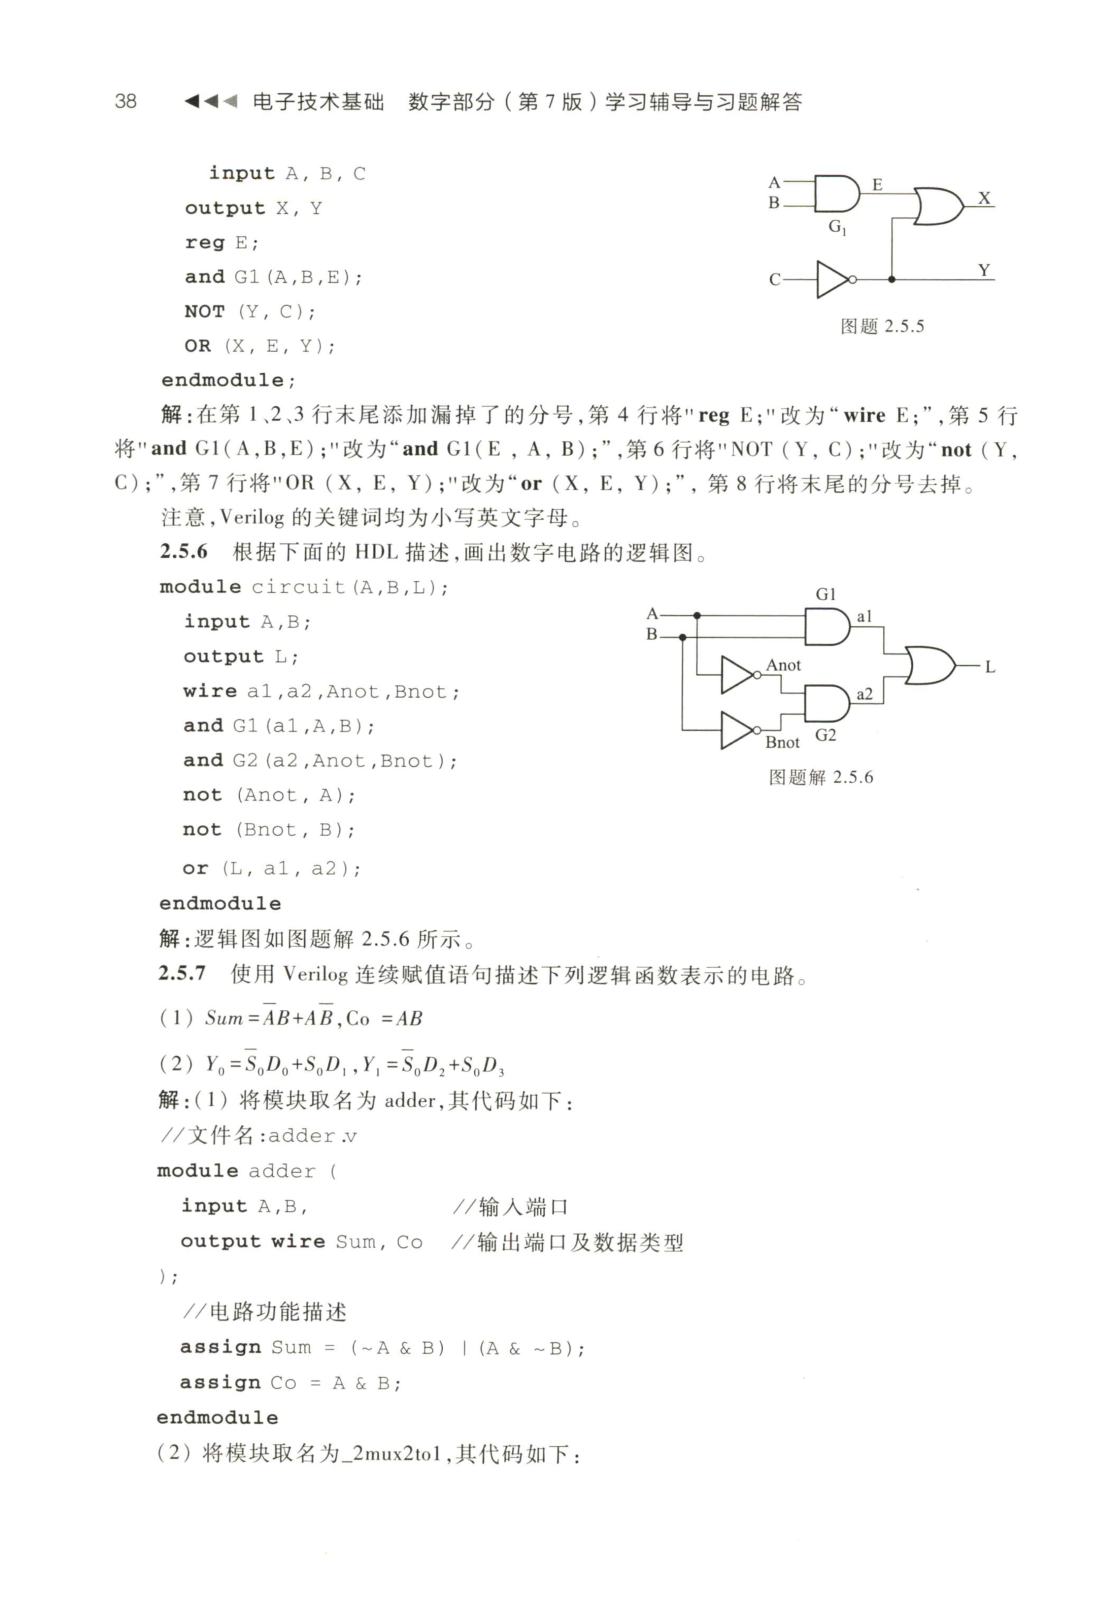 38 ◀◀◀ 电子技术基础 数字部分(第7版)学习辅导与习题解答
input A, B, C
output X, Y
reg E;
and G1(A,B,E);
NOT (Y, C);
OR (X, E, Y);
endmodule;
A
B
E
X
G₁
C
Y
图题 2.5.5
解:在第1、2、3行末尾添加漏掉了的分号,第4行将"reg E;"改为“wire E;”,第5行
将"and G1(A,B,E);"改为“and G1(E , A, B);”,第6行将"NOT (Y, C);"改为“not (Y,
C);”,第7行将"OR (X, E, Y);"改为“or (X, E, Y);”, 第8行将末尾的分号去掉。
注意,Verilog 的关键词均为小写英文字母。
2.5.6 根据下面的 HDL 描述,画出数字电路的逻辑图。
module circuit(A,B,L);
input A,B;
output L;
wire a1,a2,Anot,Bnot;
and G1(a1,A,B);
and G2(a2,Anot,Bnot);
not (Anot, A);
not (Bnot, B);
or (L, a1, a2);
endmodule
G1
A
B
a1
Anot
L
a2
Bnot
G2
图题解 2.5.6
解:逻辑图如图题解 2.5.6 所示。
2.5.7 使用 Verilog 连续赋值语句描述下列逻辑函数表示的电路。
(1) Sum=A̅B+AB̅,Co =AB
(2) Y₀=S̅₀D₀+S₀D₁,Y₁=S̅₀D₂+S₀D₃
解:(1) 将模块取名为 adder,其代码如下:
//文件名:adder.v
module adder (
input A,B, //输入端口
output wire Sum, Co //输出端口及数据类型
);
//电路功能描述
assign Sum = (~A & B) | (A & ~B);
assign Co = A & B;
endmodule
(2) 将模块取名为_2mux2to1,其代码如下: